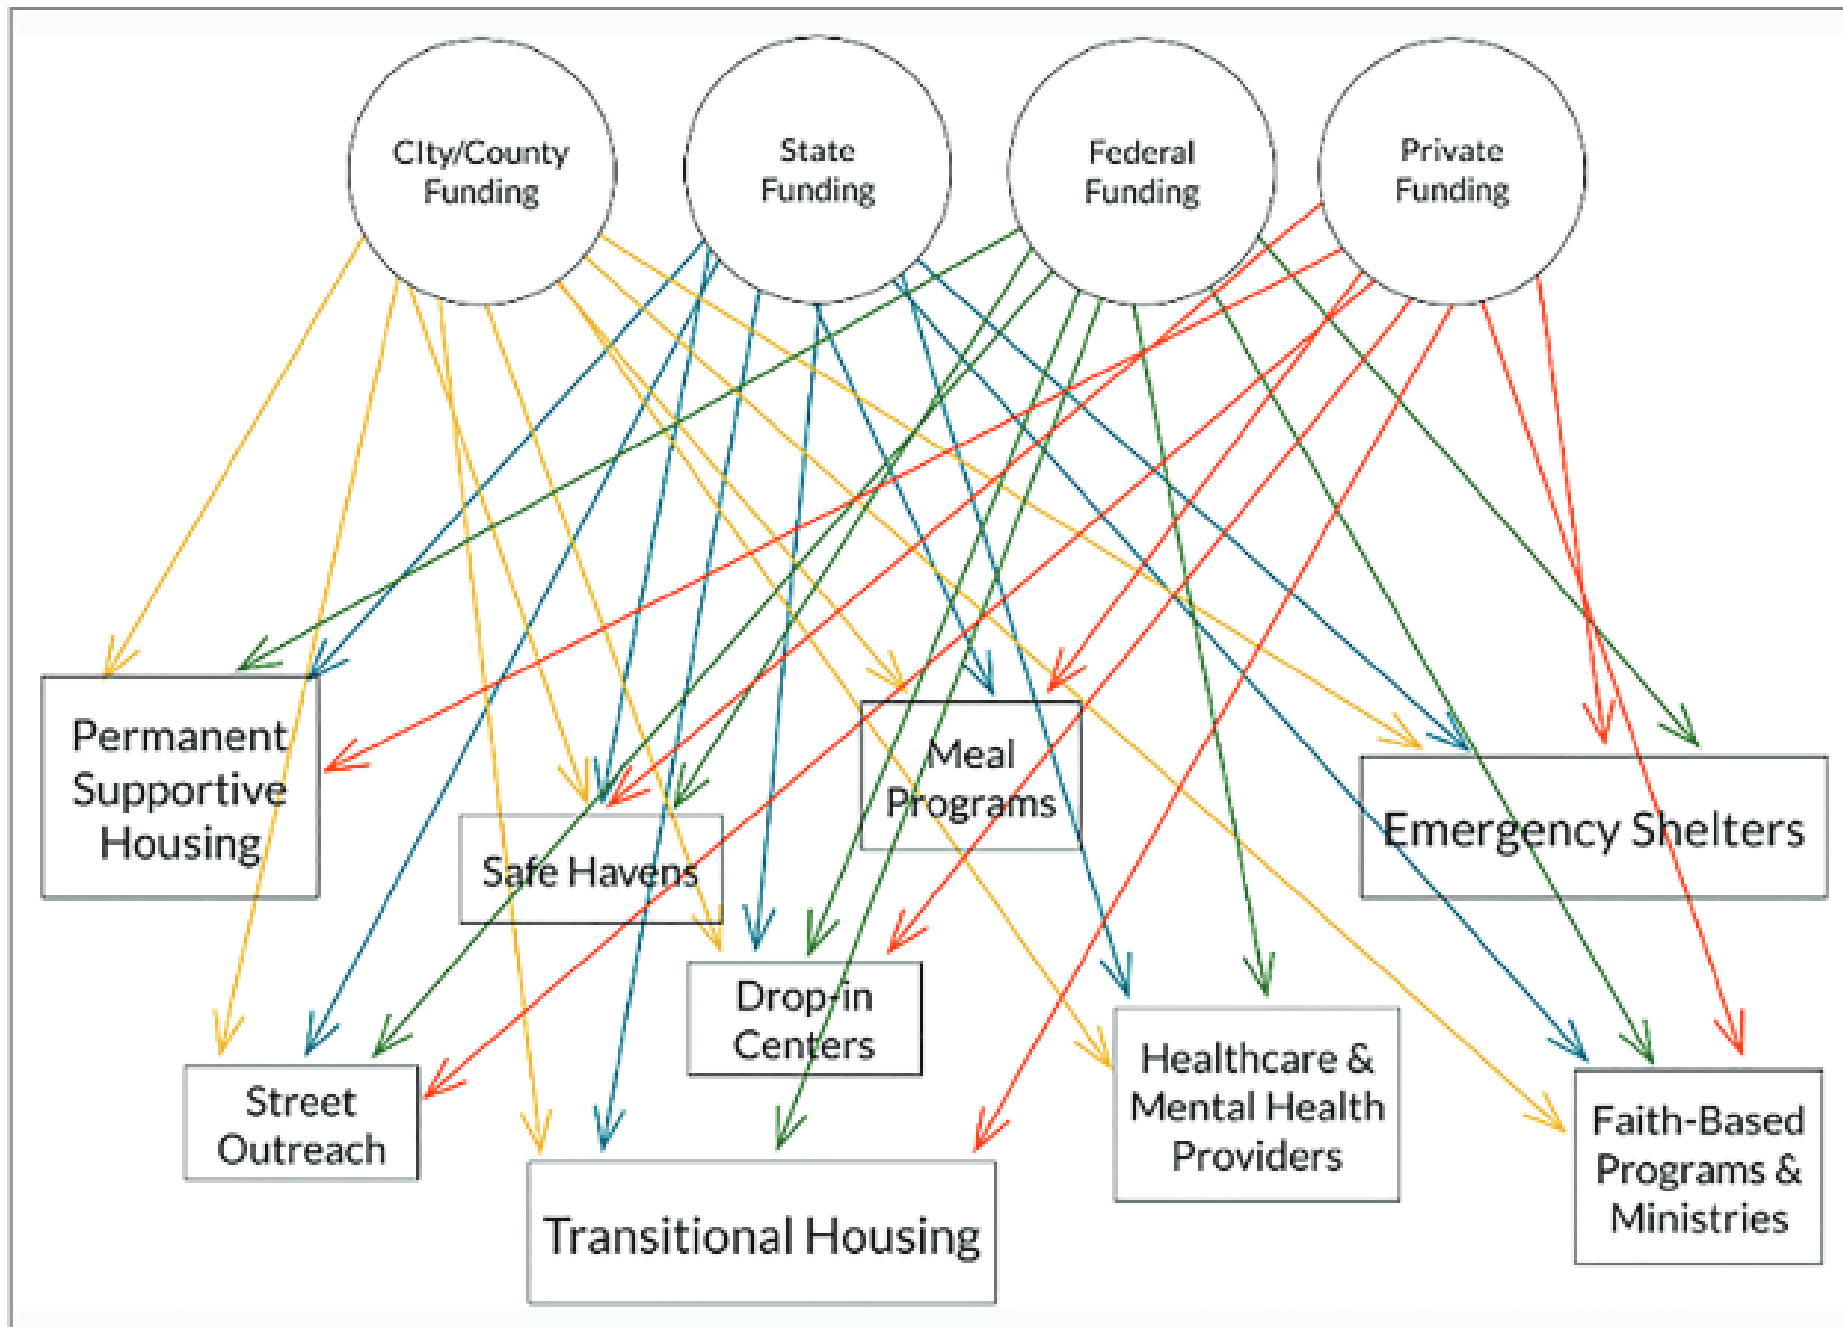 CIty/County
Funding
State
Funding
Federal
Funding
Private
Funding
Permanent
Supportive
Housing
Safe Havens
Meal
Programs
Emergency Shelters
Street
Outreach
Drop-in
Centers
Transitional Housing
Healthcare &
Mental Health
Providers
Faith-Based
Programs &
Ministries